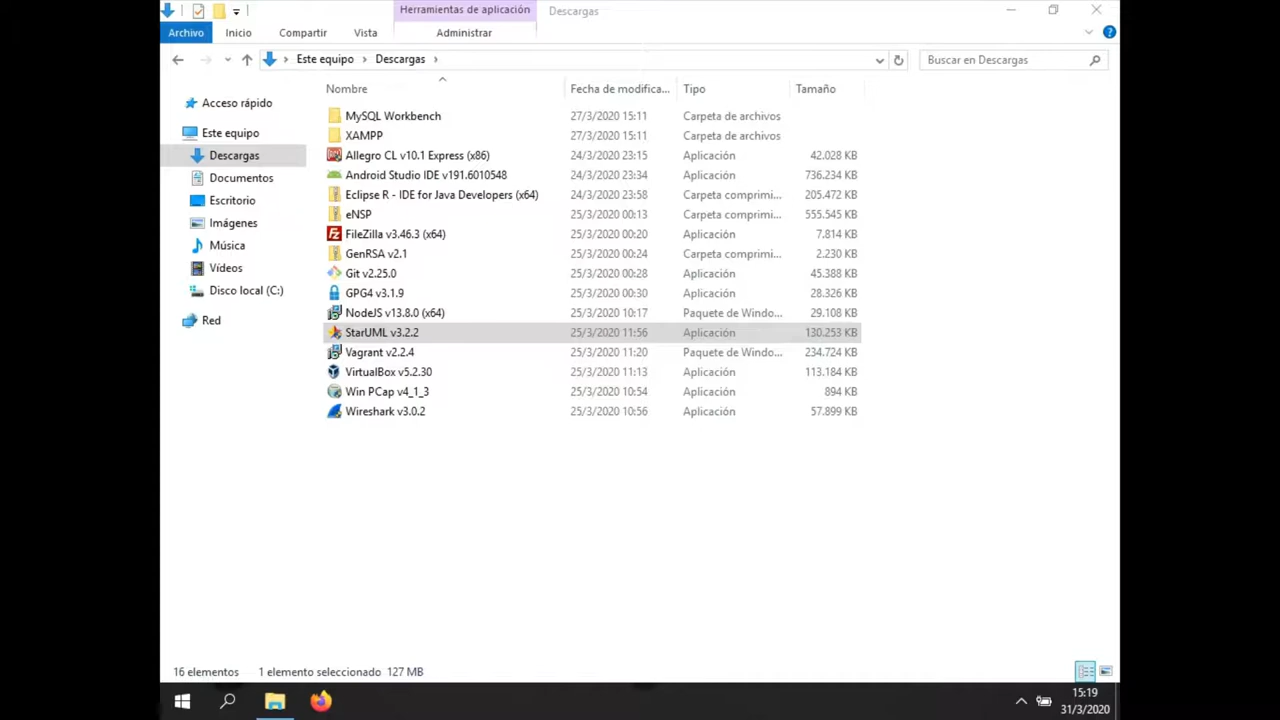 Herramientas de aplicación Descargas
Archivo Inicio Compartir Vista Administrar
Este equipo Descargas Buscar en Descargas
Nombre Fecha de modifica... Tipo Tamaño
Acceso rápido
Este equipo
Descargas
Documentos
Escritorio
Imágenes
Música
Vídeos
Disco local (C:)
Red
MySQL Workbench 27/3/2020 15:11 Carpeta de archivos
XAMPP 27/3/2020 15:11 Carpeta de archivos
Allegro CL v10.1 Express (x86) 24/3/2020 23:15 Aplicación 42.028 KB
Android Studio IDE v191.6010548 24/3/2020 23:34 Aplicación 736.234 KB
Eclipse R - IDE for Java Developers (x64) 24/3/2020 23:58 Carpeta comprimi... 205.472 KB
eNSP 25/3/2020 00:13 Carpeta comprimi... 555.545 KB
FileZilla v3.46.3 (x64) 25/3/2020 00:20 Aplicación 7.814 KB
GenRSA v2.1 25/3/2020 00:24 Carpeta comprimi... 2.230 KB
Git v2.25.0 25/3/2020 00:28 Aplicación 45.388 KB
GPG4 v3.1.9 25/3/2020 00:30 Aplicación 28.326 KB
NodeJS v13.8.0 (x64) 25/3/2020 10:17 Paquete de Windo... 29.108 KB
StarUML v3.2.2 25/3/2020 11:56 Aplicación 130.253 KB
Vagrant v2.2.4 25/3/2020 11:20 Paquete de Windo... 234.724 KB
VirtualBox v5.2.30 25/3/2020 11:13 Aplicación 113.184 KB
Win PCap v4_1_3 25/3/2020 10:54 Aplicación 894 KB
Wireshark v3.0.2 25/3/2020 10:56 Aplicación 57.899 KB
16 elementos 1 elemento seleccionado 127 MB
15:19
31/3/2020